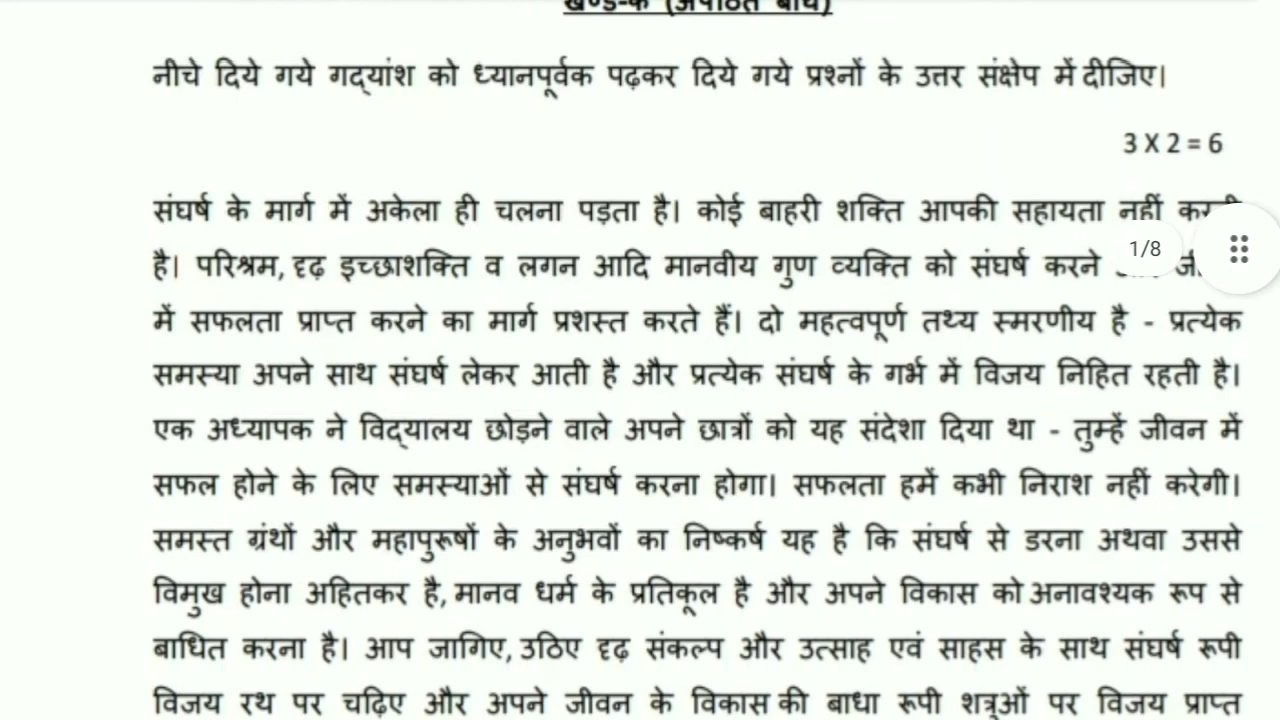 खण्ड-क (अपठित बोध)
नीचे दिये गये गद्यांश को ध्यानपूर्वक पढ़कर दिये गये प्रश्नों के उत्तर संक्षेप में दीजिए।
3 X 2 = 6
संघर्ष के मार्ग में अकेला ही चलना पड़ता है। कोई बाहरी शक्ति आपकी सहायता नहीं करती
है। परिश्रम, दृढ़ इच्छाशक्ति व लगन आदि मानवीय गुण व्यक्ति को संघर्ष करने
1/8
में सफलता प्राप्त करने का मार्ग प्रशस्त करते हैं। दो महत्वपूर्ण तथ्य स्मरणीय है - प्रत्येक
समस्या अपने साथ संघर्ष लेकर आती है और प्रत्येक संघर्ष के गर्भ में विजय निहित रहती है।
एक अध्यापक ने विद्यालय छोड़ने वाले अपने छात्रों को यह संदेशा दिया था - तुम्हें जीवन में
सफल होने के लिए समस्याओं से संघर्ष करना होगा। सफलता हमें कभी निराश नहीं करेगी।
समस्त ग्रंथों और महापुरूषों के अनुभवों का निष्कर्ष यह है कि संघर्ष से डरना अथवा उससे
विमुख होना अहितकर है, मानव धर्म के प्रतिकूल है और अपने विकास को अनावश्यक रूप से
बाधित करना है। आप जागिए, उठिए दृढ़ संकल्प और उत्साह एवं साहस के साथ संघर्ष रूपी
विजय रथ पर चढ़िए और अपने जीवन के विकास की बाधा रूपी शत्रुओं पर विजय प्राप्त